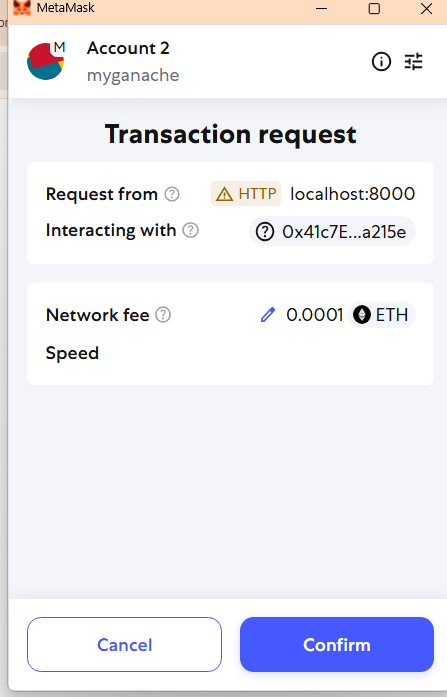 MetaMask
M
Account 2
myganache
Transaction request
Request from HTTP localhost:8000
Interacting with 0x41c7E...a215e
Network fee 0.0001 ETH
Speed
Cancel Confirm